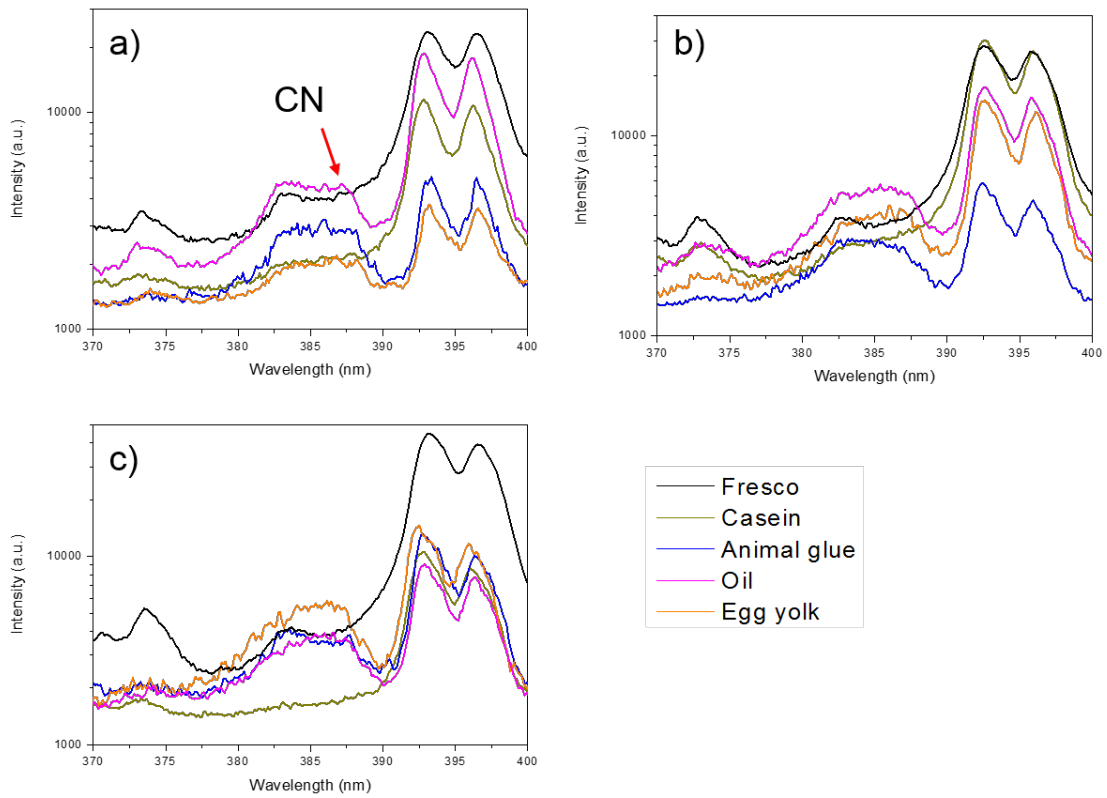 a)
CN
Intensity (a.u.)
10000
1000
370 375 380 385 390 395 400
Wavelength (nm)
b)
Intensity (a.u.)
10000
1000
370 375 380 385 390 395 400
Wavelength (nm)
c)
Intensity (a.u.)
10000
1000
370 375 380 385 390 395 400
Wavelength (nm)
Fresco
Casein
Animal glue
Oil
Egg yolk